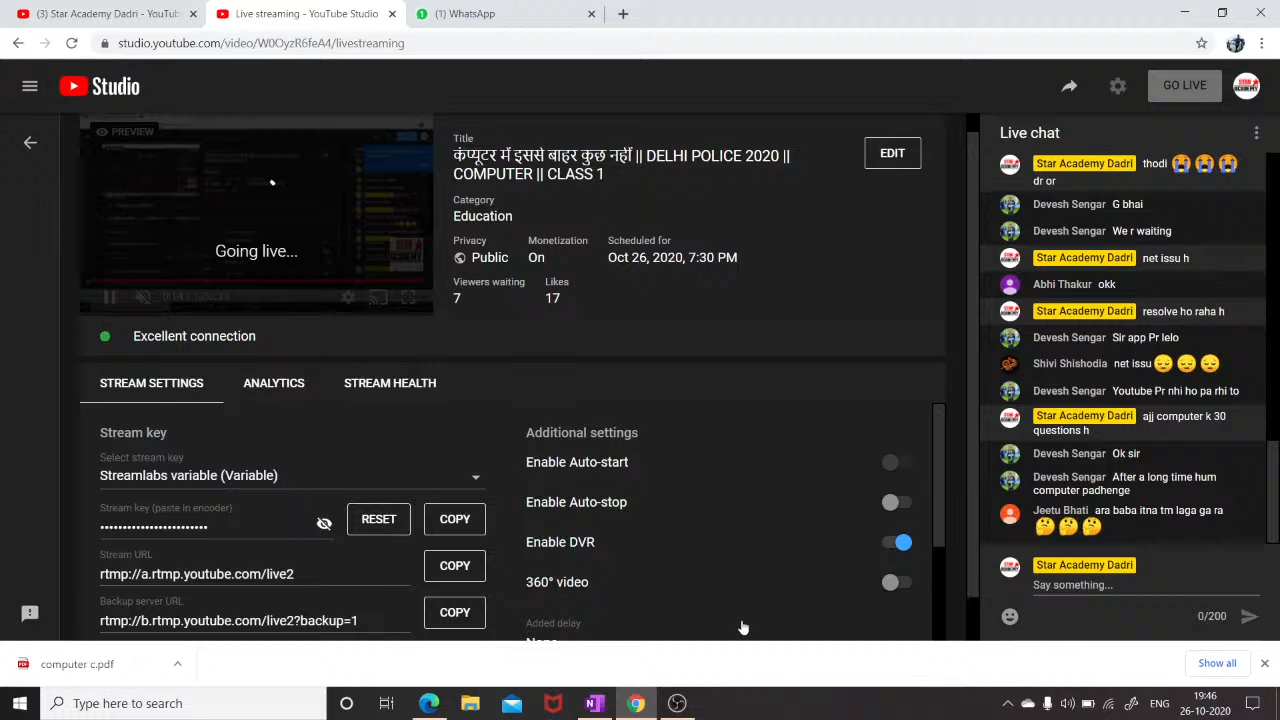 (3) Star Academy Dadri - YouTub
Live streaming - YouTube Studio
(1) WhatsApp
studio.youtube.com/video/W0OyzR6feA4/livestreaming
Studio
GO LIVE
STAR
ACADEMY
PREVIEW
Going live...
Title
कंप्यूटर में इससे बाहर कुछ नहीं || DELHI POLICE 2020 ||
COMPUTER || CLASS 1
EDIT
Category
Education
Privacy Monetization Scheduled for
Public On Oct 26, 2020, 7:30 PM
Viewers waiting Likes
7 17
Excellent connection
STREAM SETTINGS ANALYTICS STREAM HEALTH
Stream key
Select stream key
Streamlabs variable (Variable)
Stream key (paste in encoder)
RESET COPY
Stream URL
rtmp://a.rtmp.youtube.com/live2
COPY
Backup server URL
rtmp://b.rtmp.youtube.com/live2?backup=1
COPY
Additional settings
Enable Auto-start
Enable Auto-stop
Enable DVR
360° video
Added delay
None
Live chat
Star Academy Dadri thodi 😭😭😭
dr or
Devesh Sengar G bhai
Devesh Sengar We r waiting
Star Academy Dadri net issu h
Abhi Thakur okk
Star Academy Dadri resolve ho raha h
Devesh Sengar Sir app Pr lelo
Shivi Shishodia net issu 😔😔😔
Devesh Sengar Youtube Pr nhi ho pa rhi to
Star Academy Dadri ajj computer k 30
questions h
Devesh Sengar Ok sir
Devesh Sengar After a long time hum
computer padhenge
Jeetu Bhati ara baba itna tm laga ga ra
🤔🤔🤔
Star Academy Dadri
Say something...
0/200
computer c.pdf
Show all
Type here to search
ENG
19:46
26-10-2020